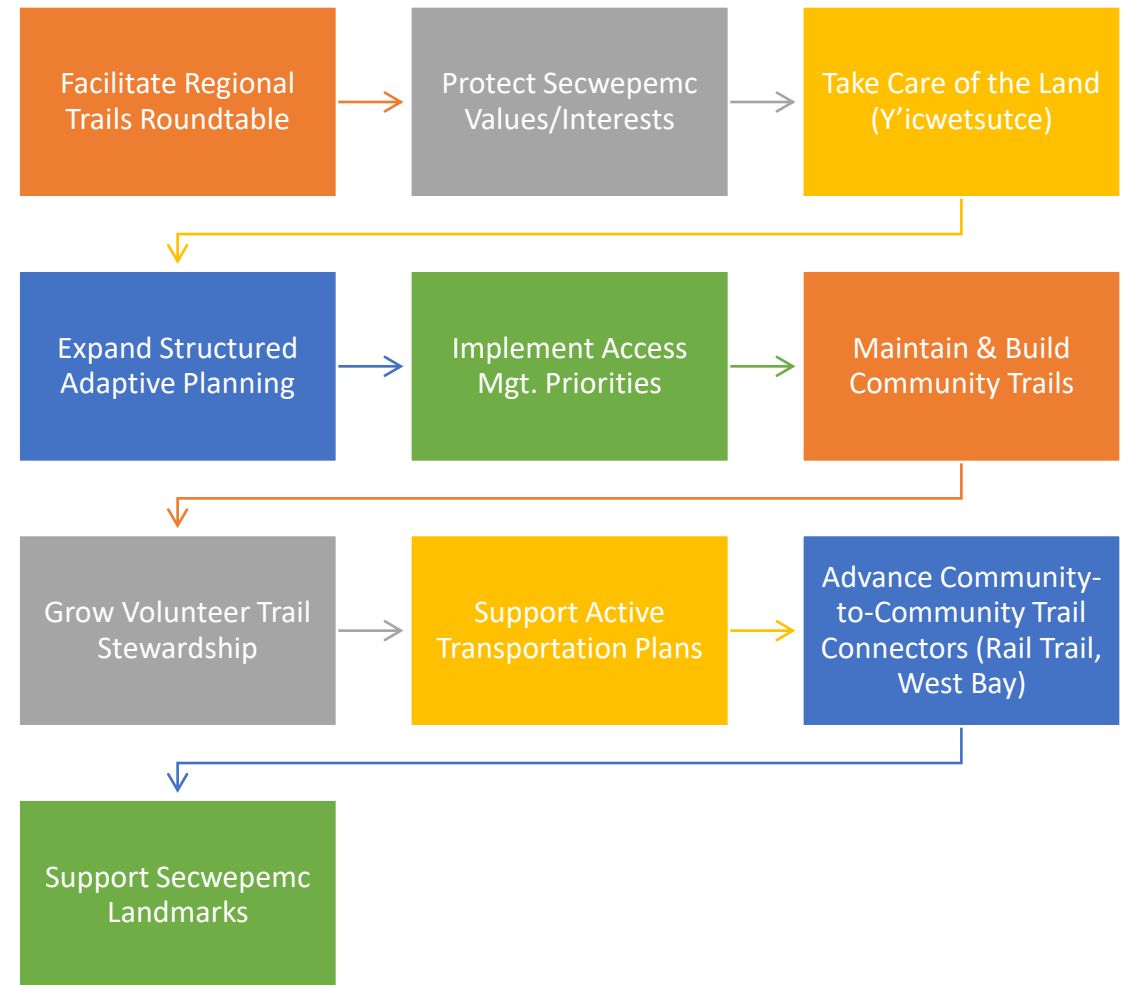 Facilitate Regional
Trails Roundtable
Protect Secwepemc
Values/Interests
Take Care of the Land
(Y’icwetsutce)
Expand Structured
Adaptive Planning
Implement Access
Mgt. Priorities
Maintain & Build
Community Trails
Grow Volunteer Trail
Stewardship
Support Active
Transportation Plans
Advance Community-
to-Community Trail
Connectors (Rail Trail,
West Bay)
Support Secwepemc
Landmarks